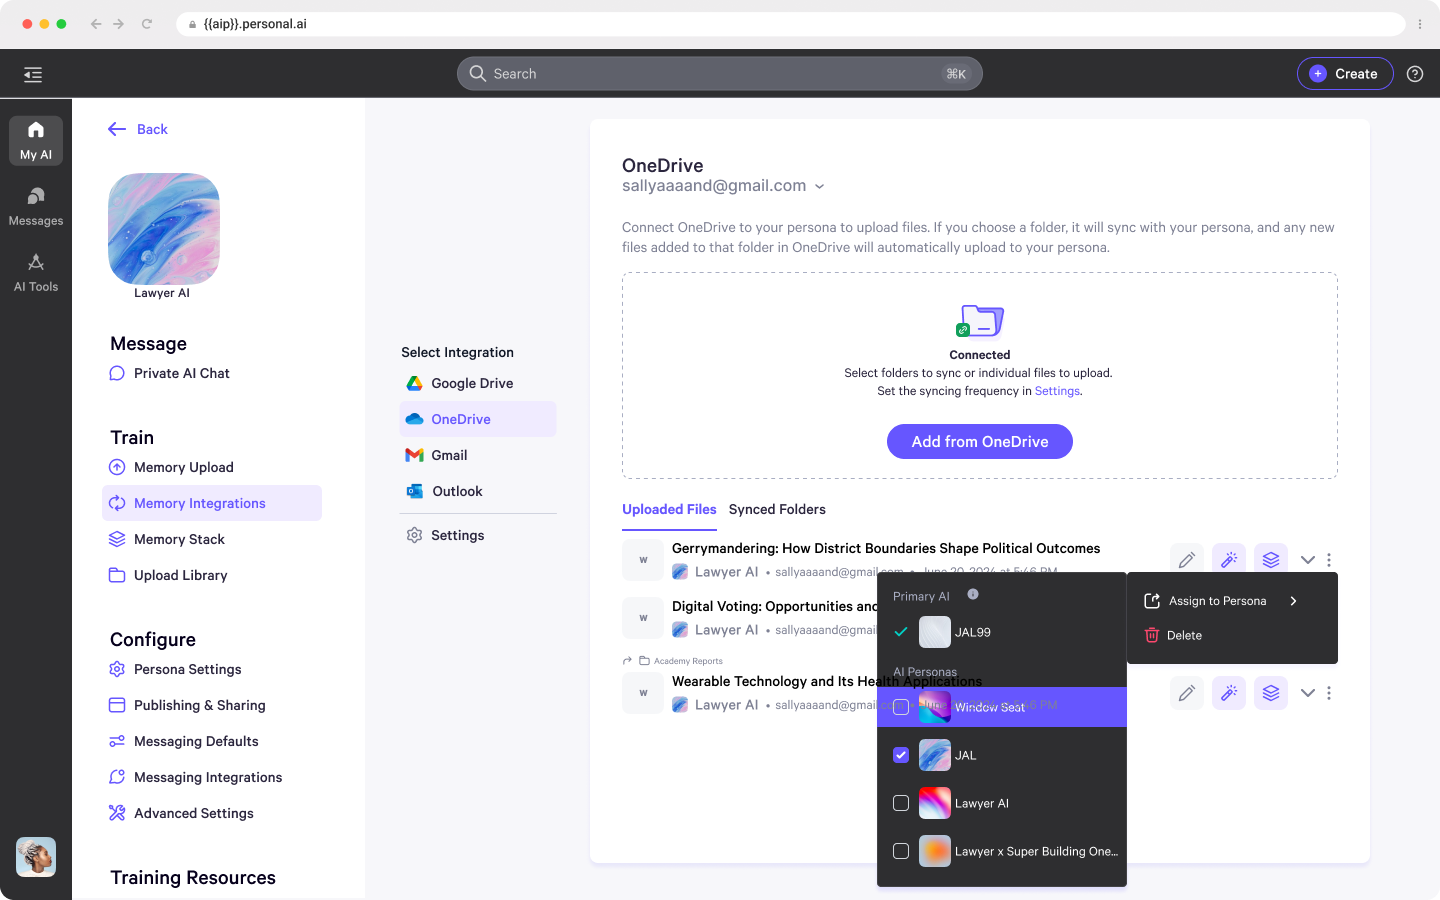 {{aip}}.personal.ai
Search
⌘K
+ Create
My AI
Messages
AI Tools
Back
Lawyer AI
Message
Private AI Chat
Train
Memory Upload
Memory Integrations
Memory Stack
Upload Library
Configure
Persona Settings
Publishing & Sharing
Messaging Defaults
Messaging Integrations
Advanced Settings
Training Resources
Select Integration
Google Drive
OneDrive
Gmail
Outlook
Settings
OneDrive
sallyaaaand@gmail.com
Connect OneDrive to your persona to upload files. If you choose a folder, it will sync with your persona, and any new
files added to that folder in OneDrive will automatically upload to your persona.
Connected
Select folders to sync or individual files to upload.
Set the syncing frequency in Settings.
Add from OneDrive
Uploaded Files
Synced Folders
W
Gerrymandering: How District Boundaries Shape Political Outcomes
Lawyer AI • sallyaaaand@gmail.com • June 20, 2024 at 5:46 PM
W
Digital Voting: Opportunities and
Lawyer AI • sallyaaaand@gmail
Academy Reports
W
Wearable Technology and Its Health Applications
Lawyer AI • sallyaaaand@gmail.com
Primary AI
JAL99
AI Personas
Window Seat
JAL
Lawyer AI
Lawyer x Super Building One...
Assign to Persona
Delete